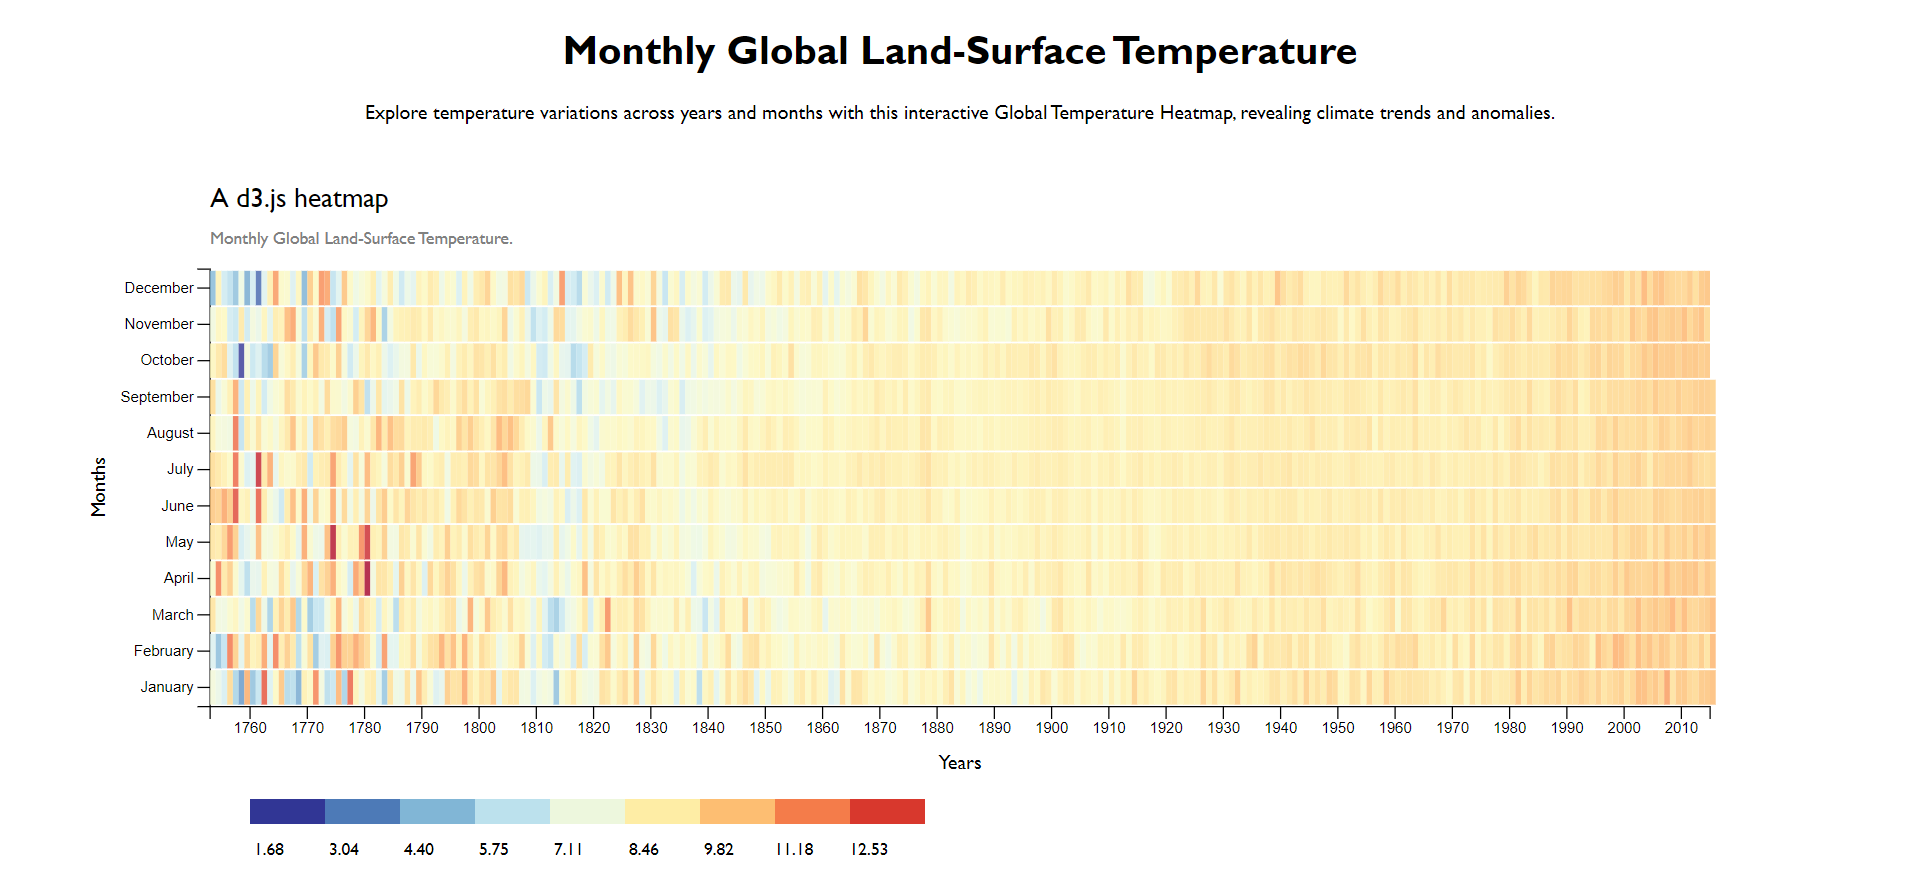 Monthly Global Land-Surface Temperature
Explore temperature variations across years and months with this interactive Global Temperature Heatmap, revealing climate trends and anomalies.
A d3.js heatmap
Monthly Global Land-Surface Temperature.
December
November
October
September
August
July
June
May
April
March
February
January
Months
1760 1770 1780 1790 1800 1810 1820 1830 1840 1850 1860 1870 1880 1890 1900 1910 1920 1930 1940 1950 1960 1970 1980 1990 2000 2010
Years
1.68 3.04 4.40 5.75 7.11 8.46 9.82 11.18 12.53